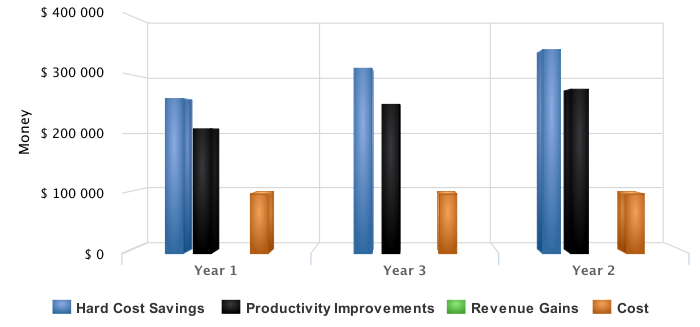 $ 400 000
$ 300 000
$ 200 000
$ 100 000
$ 0
Money
Year 1 Year 3 Year 2
Hard Cost Savings Productivity Improvements Revenue Gains Cost